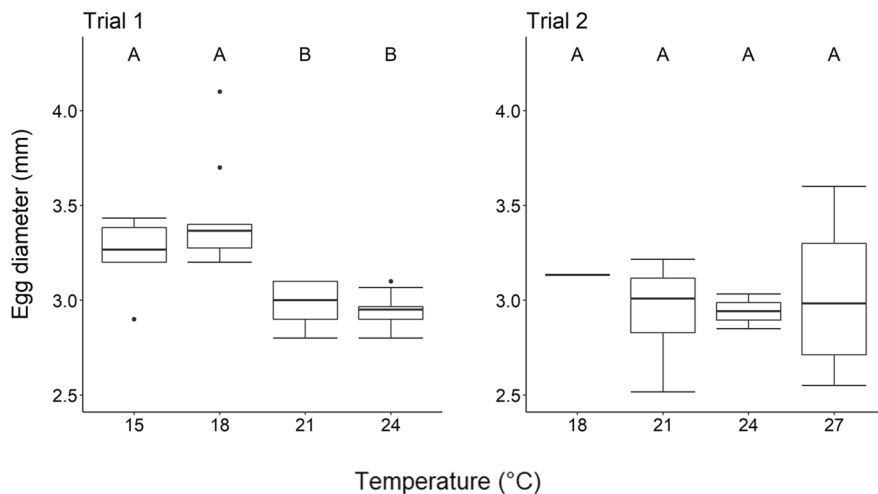 Trial 1
Trial 2
A A B B
A A A A
Egg diameter (mm)
4.0
3.5
3.0
2.5
4.0
3.5
3.0
2.5
15 18 21 24
18 21 24 27
Temperature (°C)